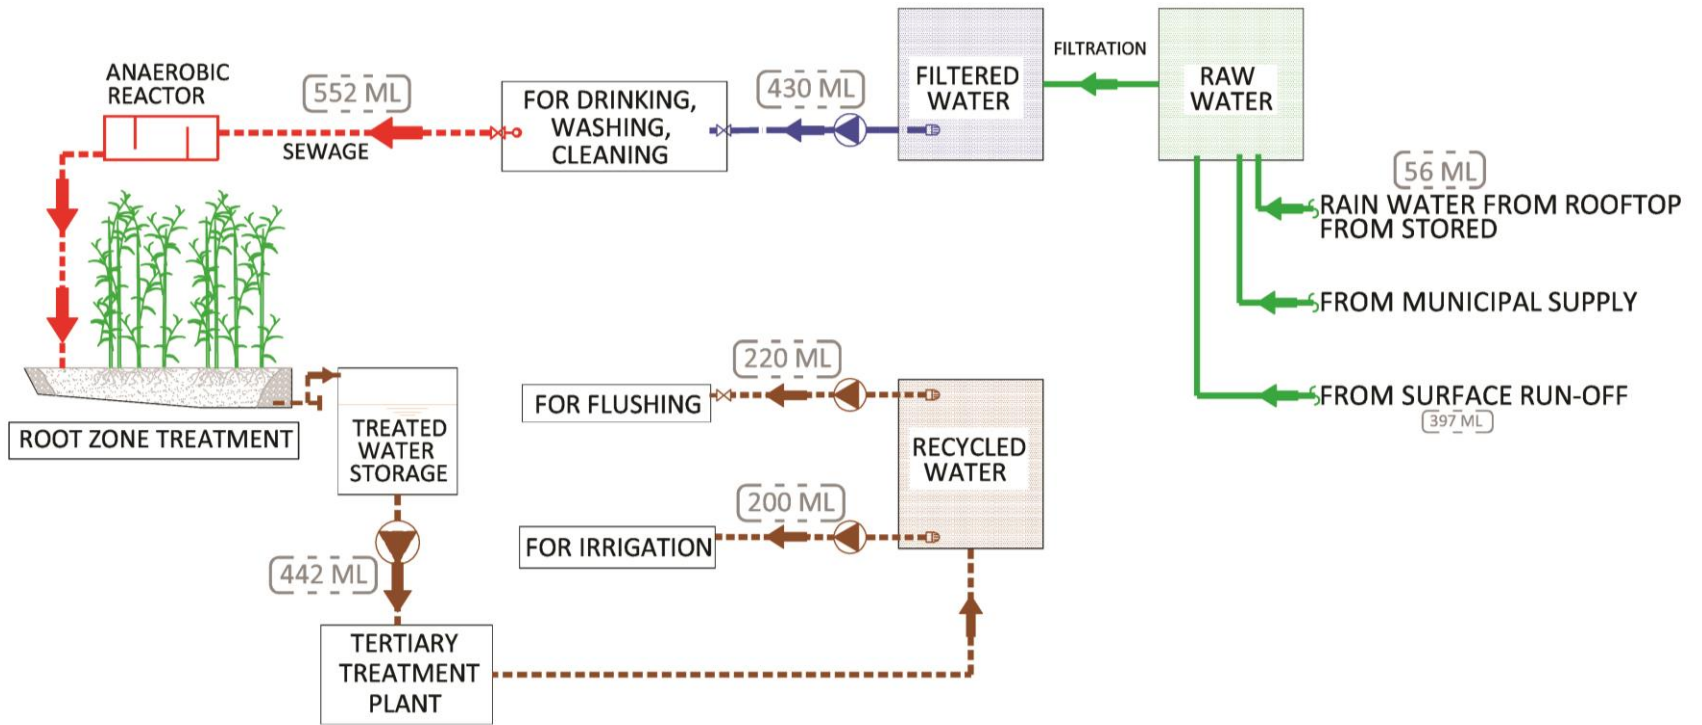 ANAEROBIC
REACTOR
552 ML
SEWAGE
FOR DRINKING,
WASHING,
CLEANING
430 ML
FILTERED
WATER
FILTRATION
RAW
WATER
56 ML
RAIN WATER FROM ROOFTOP
FROM STORED
FROM MUNICIPAL SUPPLY
FROM SURFACE RUN-OFF
397 ML
ROOT ZONE TREATMENT
TREATED
WATER
STORAGE
442 ML
TERTIARY
TREATMENT
PLANT
220 ML
FOR FLUSHING
200 ML
FOR IRRIGATION
RECYCLED
WATER